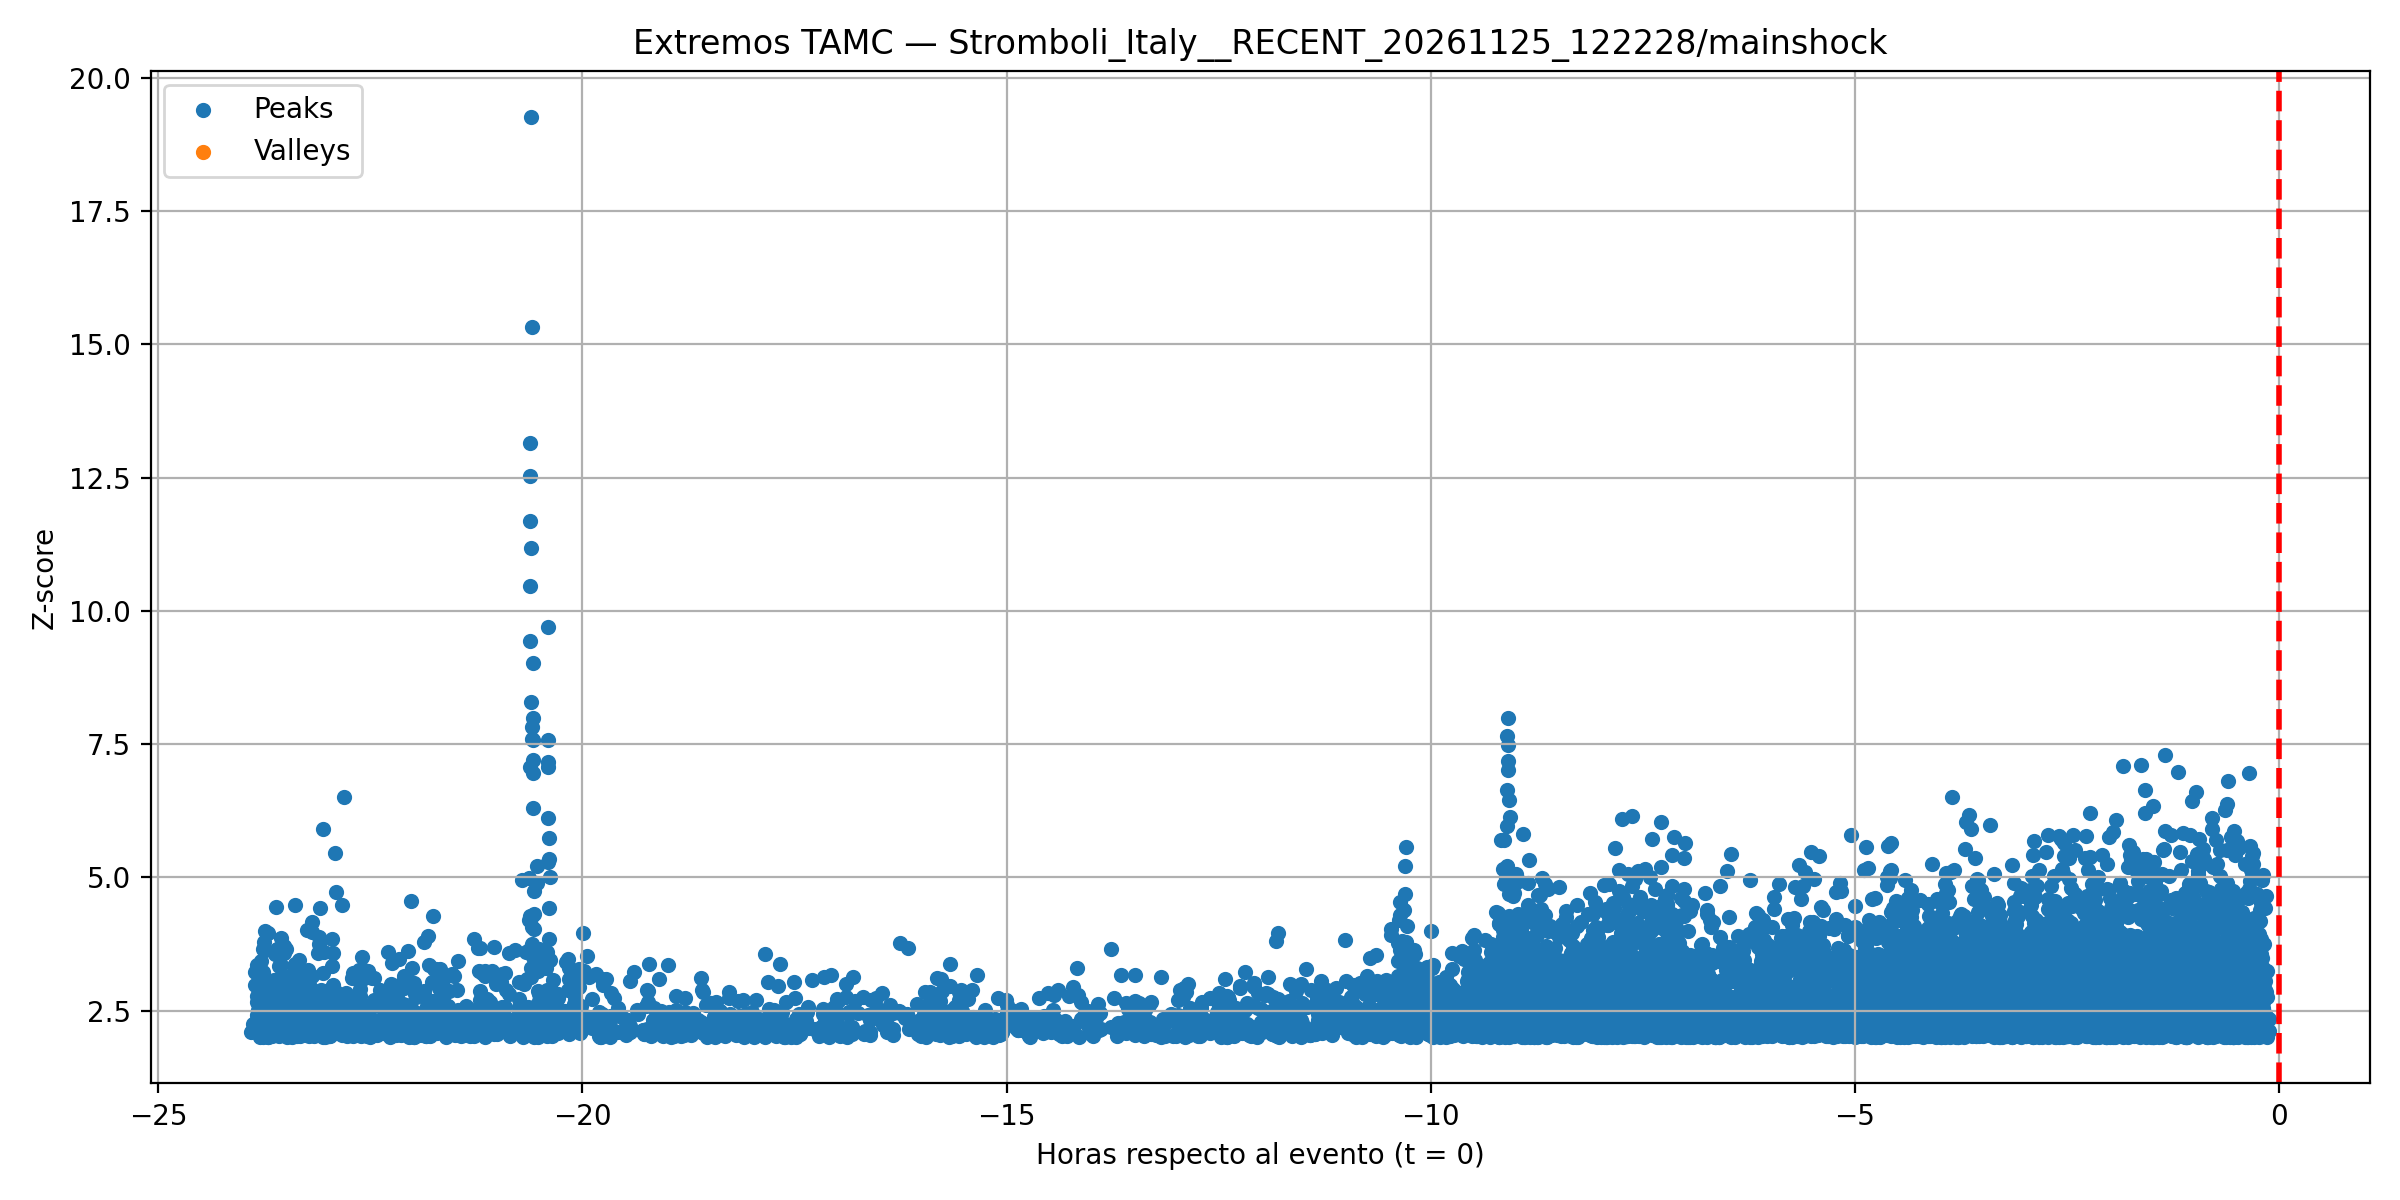 Extremos TAMC — Stromboli_Italy__RECENT_20261125_122228/mainshock
Peaks
Valleys
Z-score
20.0
17.5
15.0
12.5
10.0
7.5
5.0
2.5
−25 −20 −15 −10 −5 0
Horas respecto al evento (t = 0)